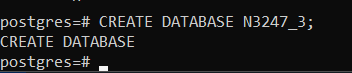 postgres=# CREATE DATABASE N3247_3;
CREATE DATABASE
postgres=#